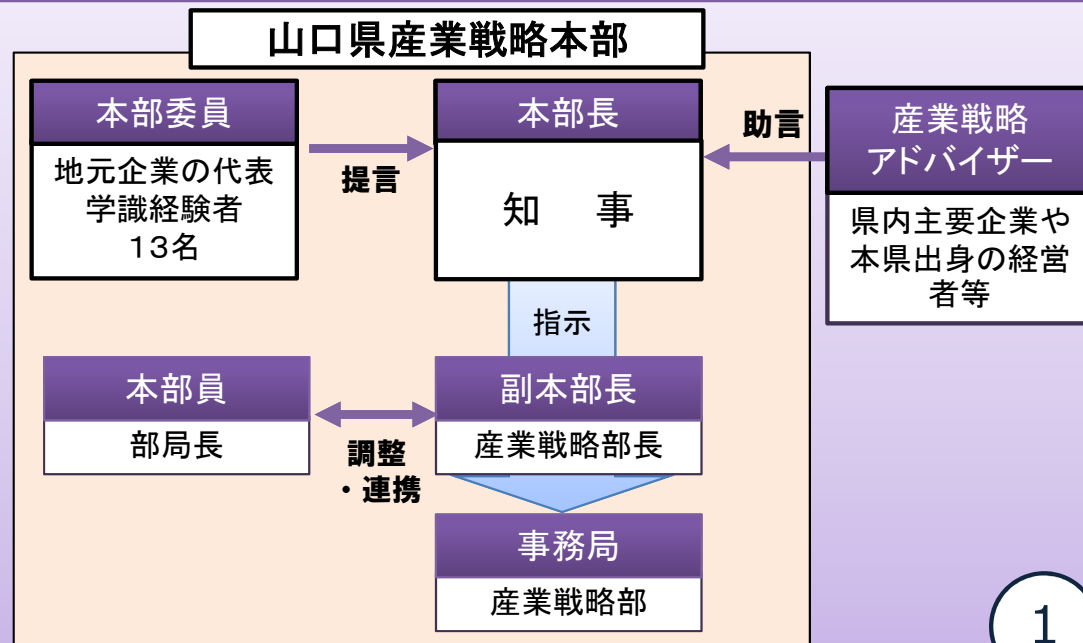 山口県産業戦略本部
本部委員
地元企業の代表
学識経験者
１３名
提言
本部長
知　事
助言
産業戦略
アドバイザー
県内主要企業や
本県出身の経営
者等
指示
本部員
部局長
調整
・連携
副本部長
産業戦略部長
事務局
産業戦略部
1